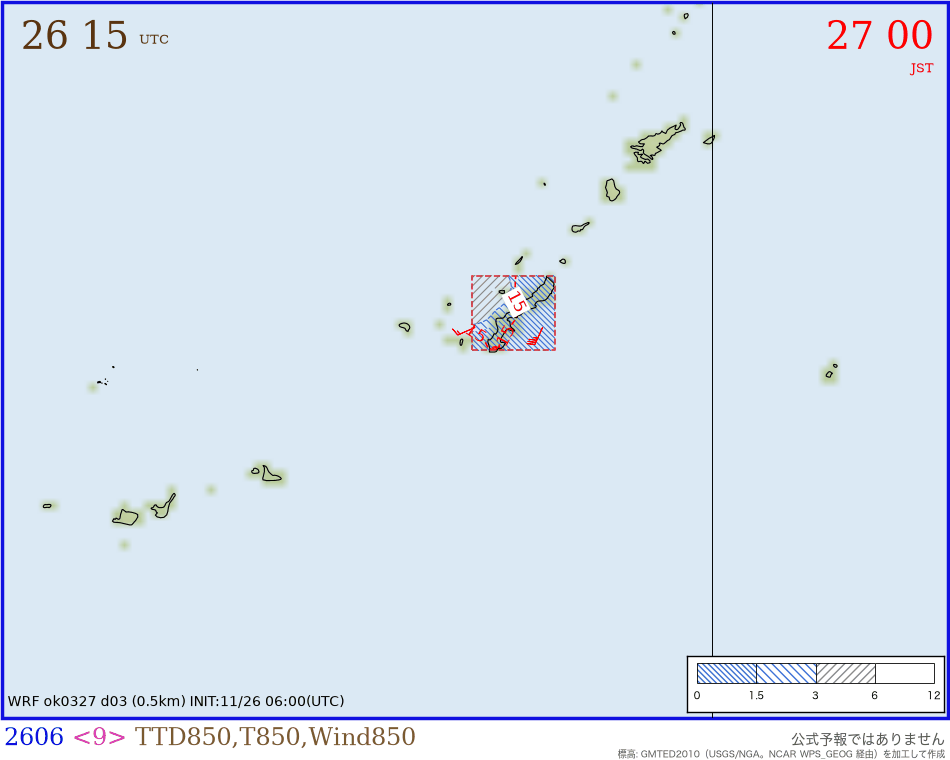 26 15 UTC
27 00
JST
15
15
WRF ok0327 d03 (0.5km) INIT:11/26 06:00(UTC)
0 1.5 3 6 12
2606 <9> TTD850,T850,Wind850
公式予報ではありません
標高: GMTED2010（USGS/NGA。NCAR WPS_GEOG 経由）を加工して作成